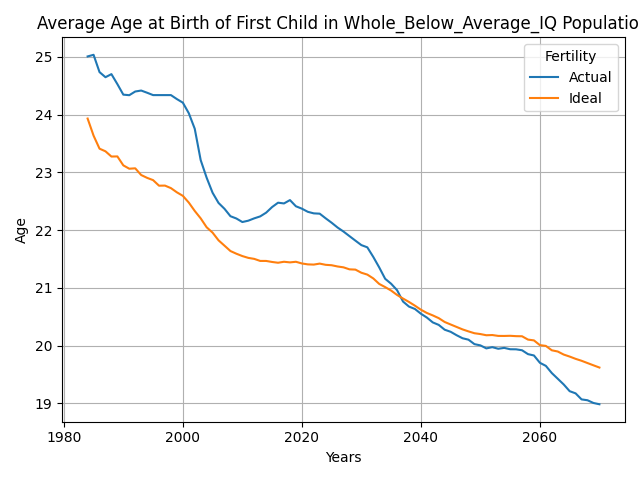 Average Age at Birth of First Child in Whole_Below_Average_IQ Populatio
Fertility
Actual
Ideal
25
24
23
22
21
20
19
Age
1980
2000
2020
2040
2060
Years